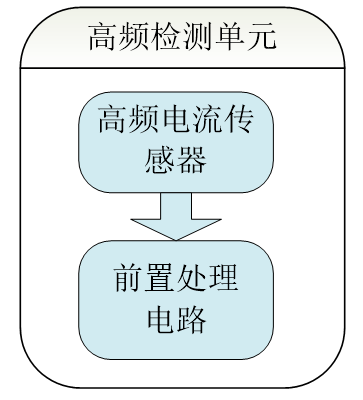 高频检测单元
高频电流传
感器
前置处理
电路